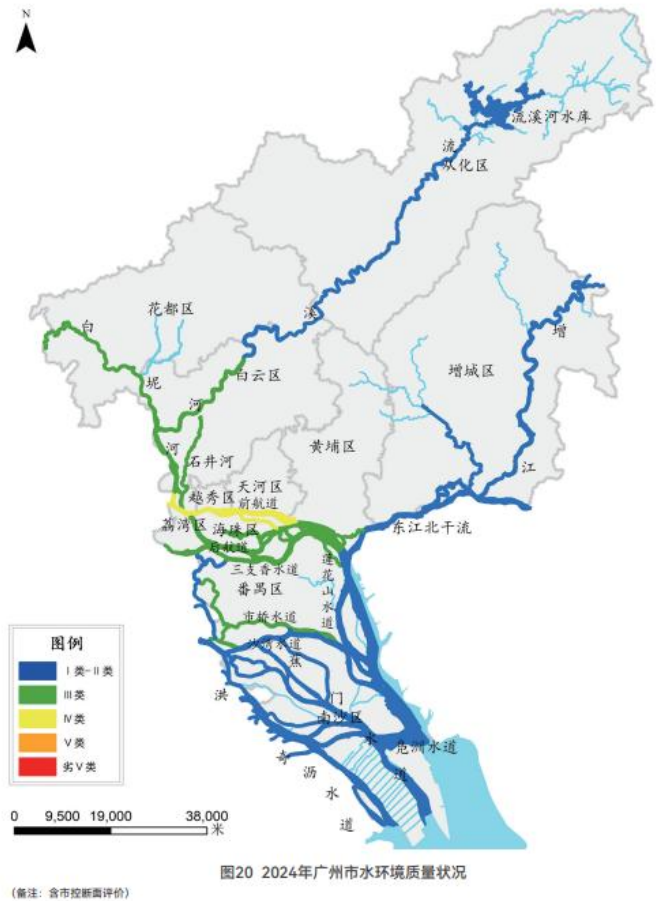 N
流溪河水库
流
从化区
溪
花都区
白
坭
河
白云区
增
增城区
江
河
石井河
黄埔区
越秀区
天河区
前航道
荔湾区
海珠区
后航道
东江北干流
三支香水道
莲花山水道
番禺区
市桥水道
沙湾水道
蕉
门
水
道
洪
奇
沥
水
道
南沙区
凫洲水道
图例
Ⅰ类-Ⅱ类
Ⅲ类
Ⅳ类
Ⅴ类
劣Ⅴ类
0 9,500 19,000 38,000
米
图20 2024年广州市水环境质量状况
(备注：含市控断面评价)